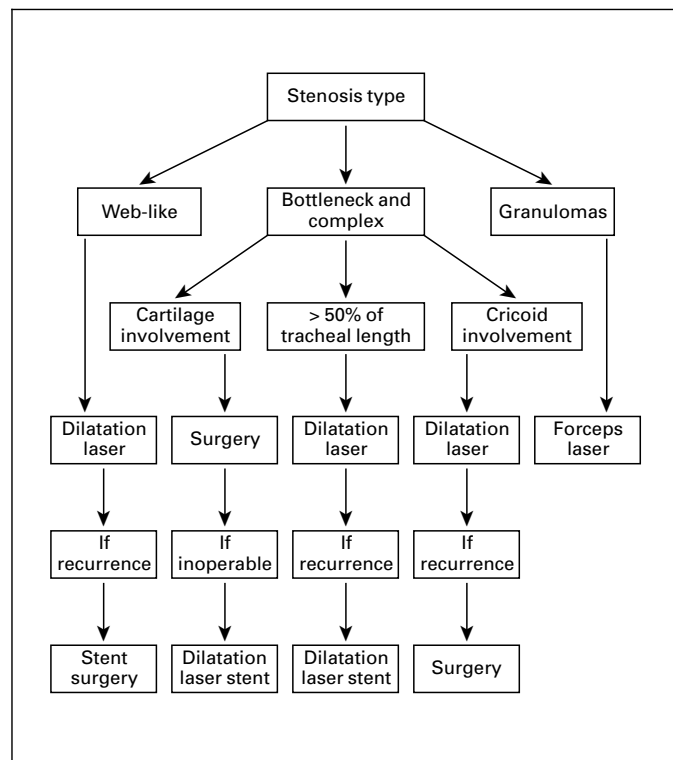 Stenosis type
Web-like
Bottleneck and
complex
Granulomas
Cartilage
involvement
> 50% of
tracheal length
Cricoid
involvement
Dilatation
laser
Surgery
Dilatation
laser
Dilatation
laser
Forceps
laser
If
recurrence
If
inoperable
If
recurrence
If
recurrence
Stent
surgery
Dilatation
laser stent
Dilatation
laser stent
Surgery